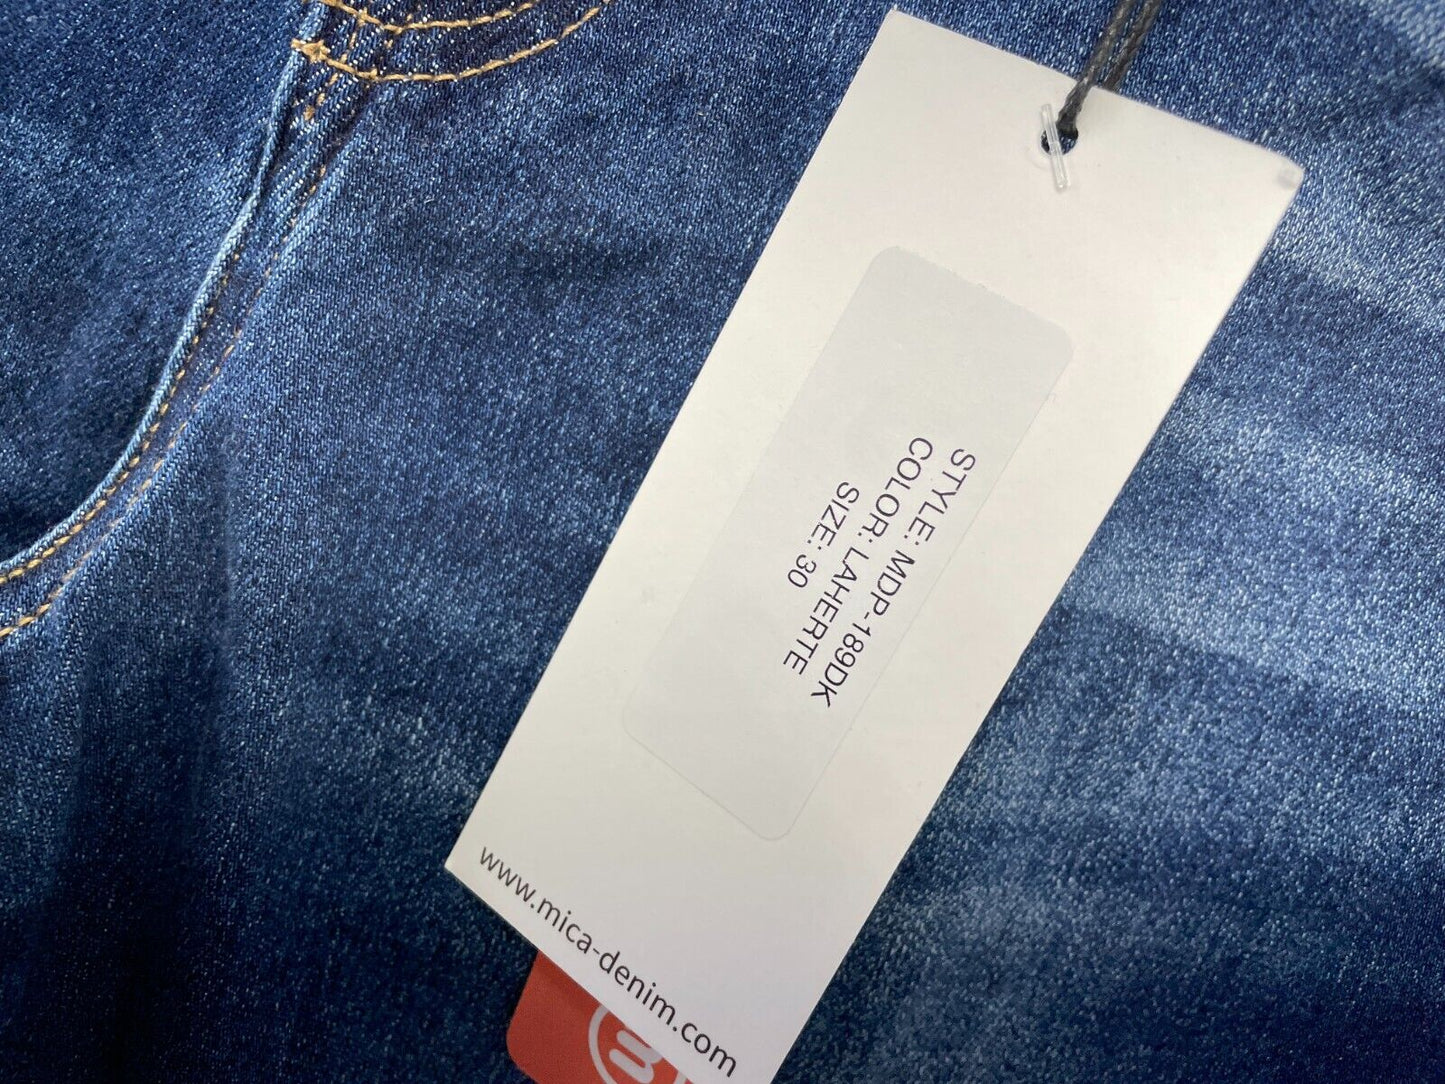 STYLE: MDP-189DK
COLOR: LAHERTE
SIZE: 30
www.mica-denim.com